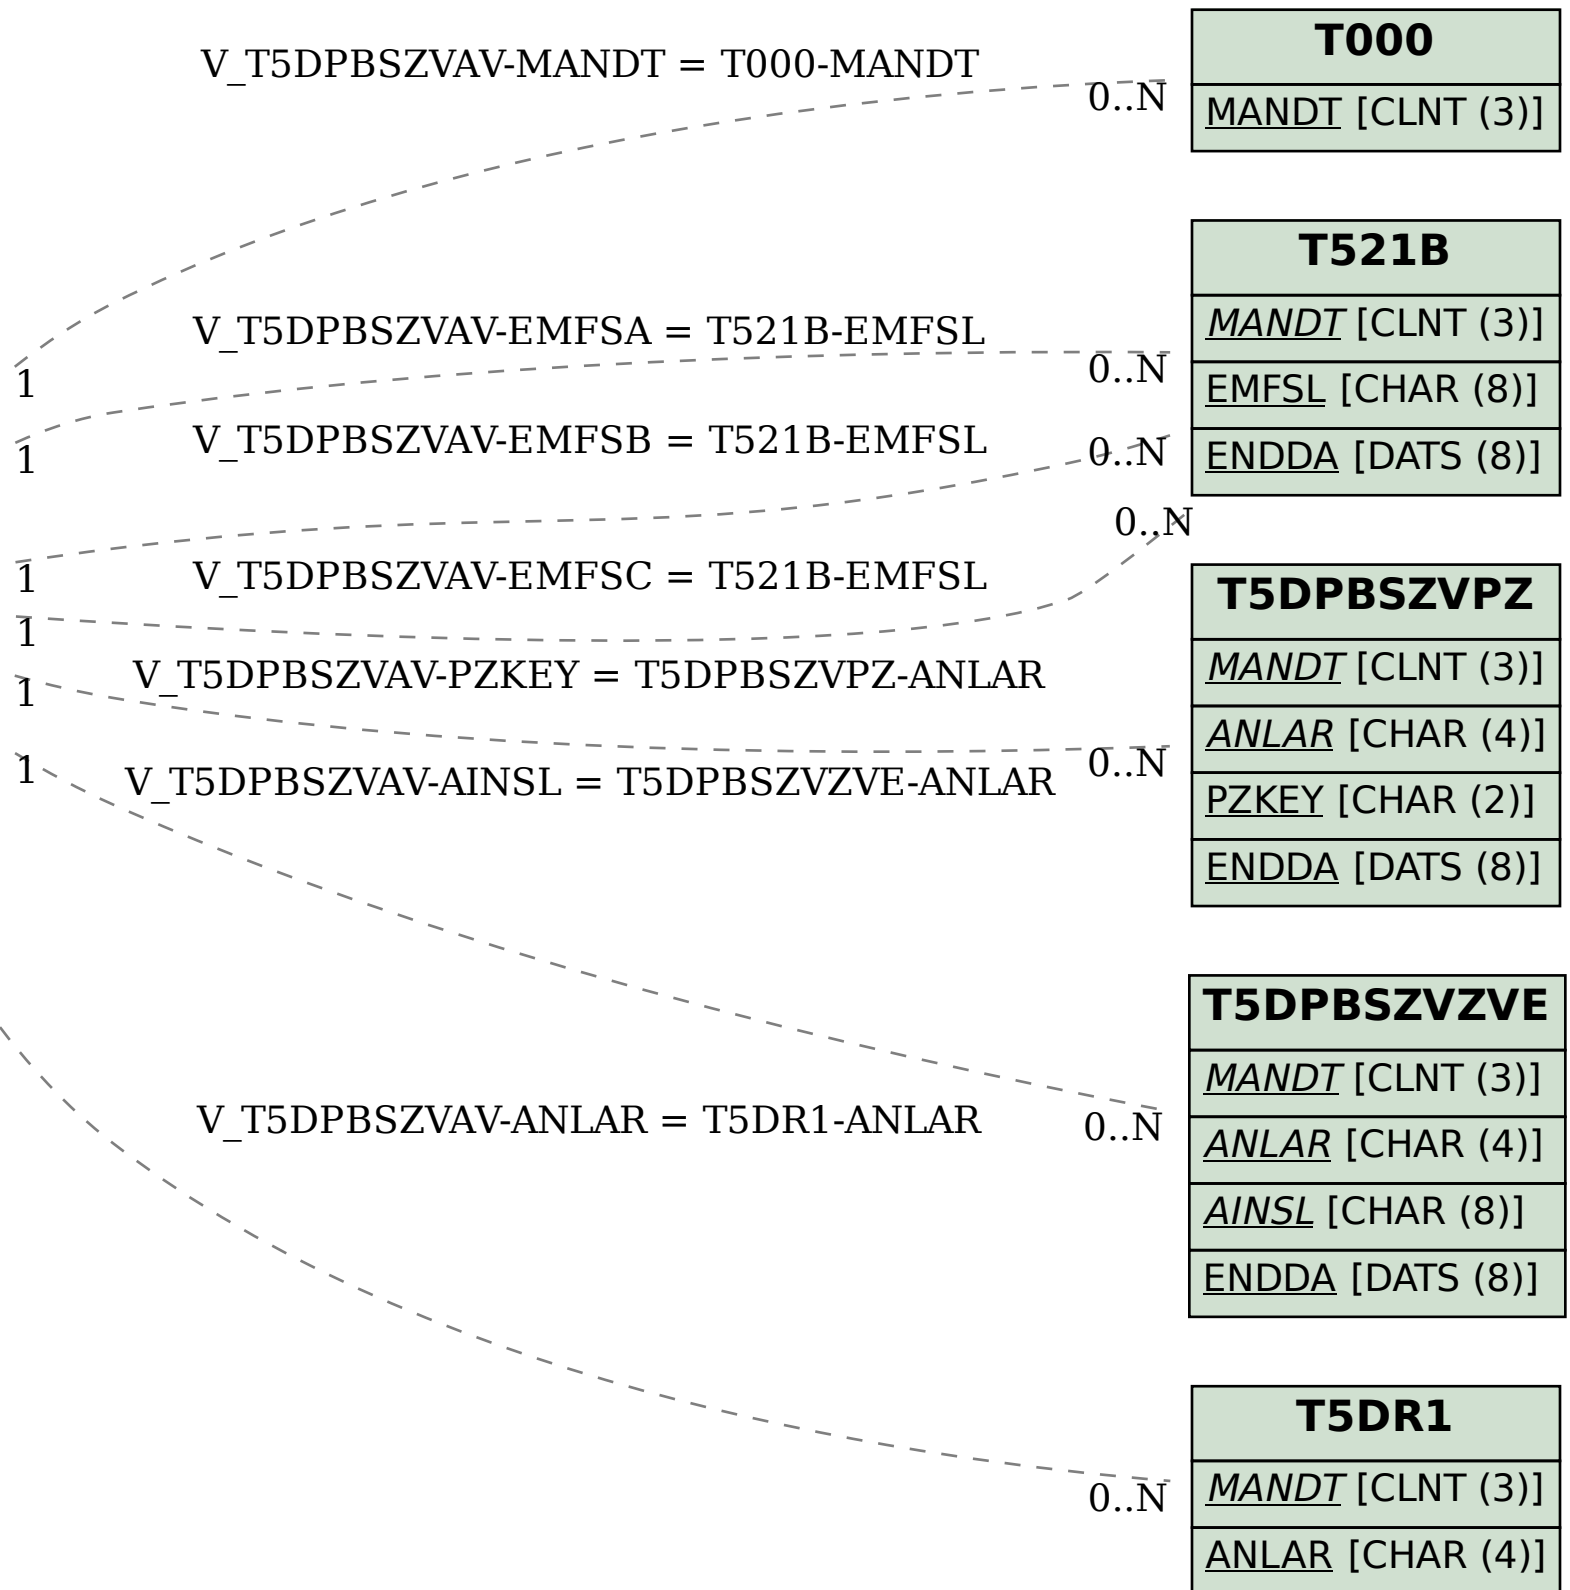 V_T5DPBSZVAV-MANDT = T000-MANDT
0..N
T000
MANDT [CLNT (3)]
V_T5DPBSZVAV-EMFSA = T521B-EMFSL
1
0..N
V_T5DPBSZVAV-EMFSB = T521B-EMFSL
1
0..N
T521B
MANDT [CLNT (3)]
EMFSL [CHAR (8)]
ENDDA [DATS (8)]
0..N
V_T5DPBSZVAV-EMFSC = T521B-EMFSL
1
1
V_T5DPBSZVAV-PZKEY = T5DPBSZVPZ-ANLAR
1
0..N
T5DPBSZVPZ
MANDT [CLNT (3)]
ANLAR [CHAR (4)]
PZKEY [CHAR (2)]
ENDDA [DATS (8)]
1
V_T5DPBSZVAV-AINSL = T5DPBSZVZVE-ANLAR
0..N
T5DPBSZVZVE
MANDT [CLNT (3)]
ANLAR [CHAR (4)]
AINSL [CHAR (8)]
ENDDA [DATS (8)]
V_T5DPBSZVAV-ANLAR = T5DR1-ANLAR
0..N
T5DR1
MANDT [CLNT (3)]
ANLAR [CHAR (4)]